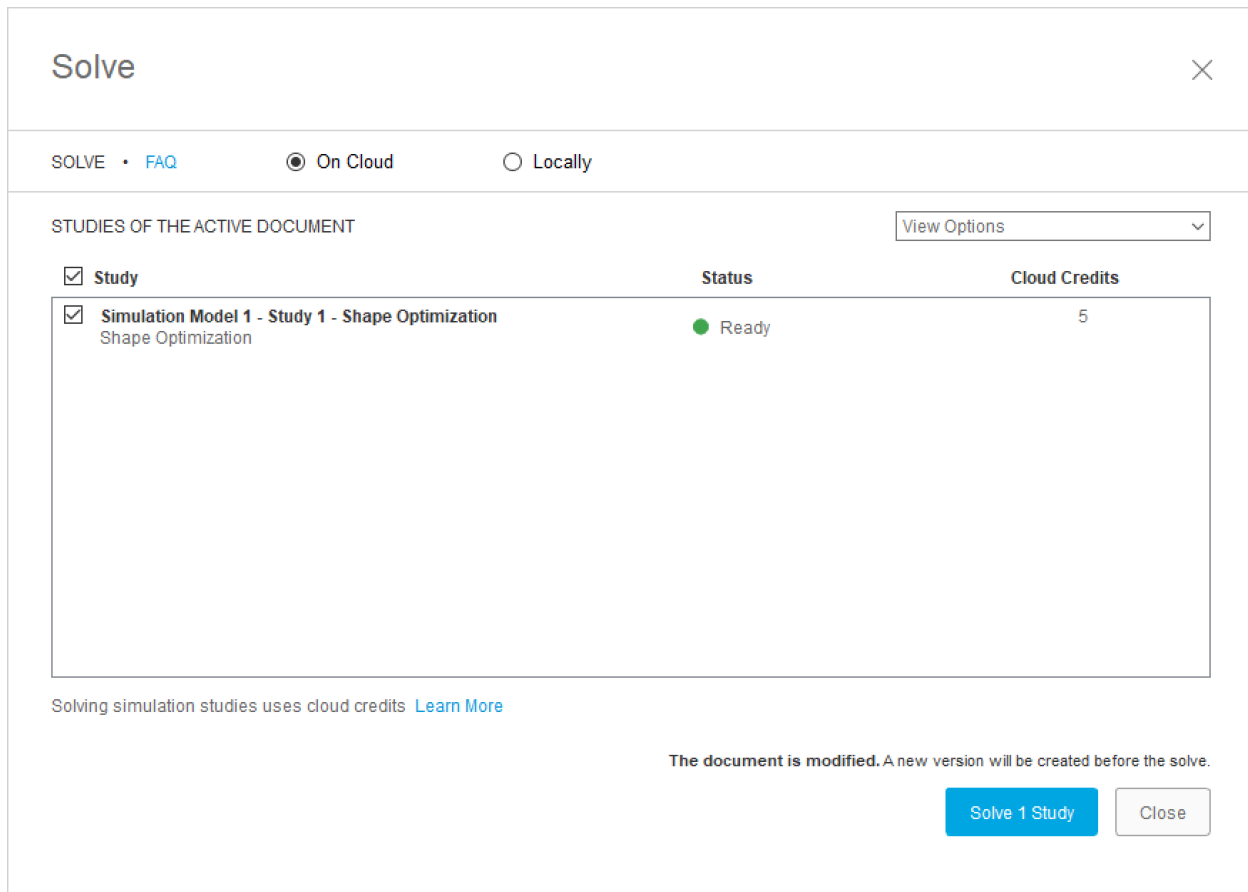 Solve
SOLVE • FAQ On Cloud Locally
STUDIES OF THE ACTIVE DOCUMENT View Options
Study Status Cloud Credits
Simulation Model 1 - Study 1 - Shape Optimization 5
Shape Optimization Ready
Solving simulation studies uses cloud credits Learn More
The document is modified. A new version will be created before the solve.
Solve 1 Study Close